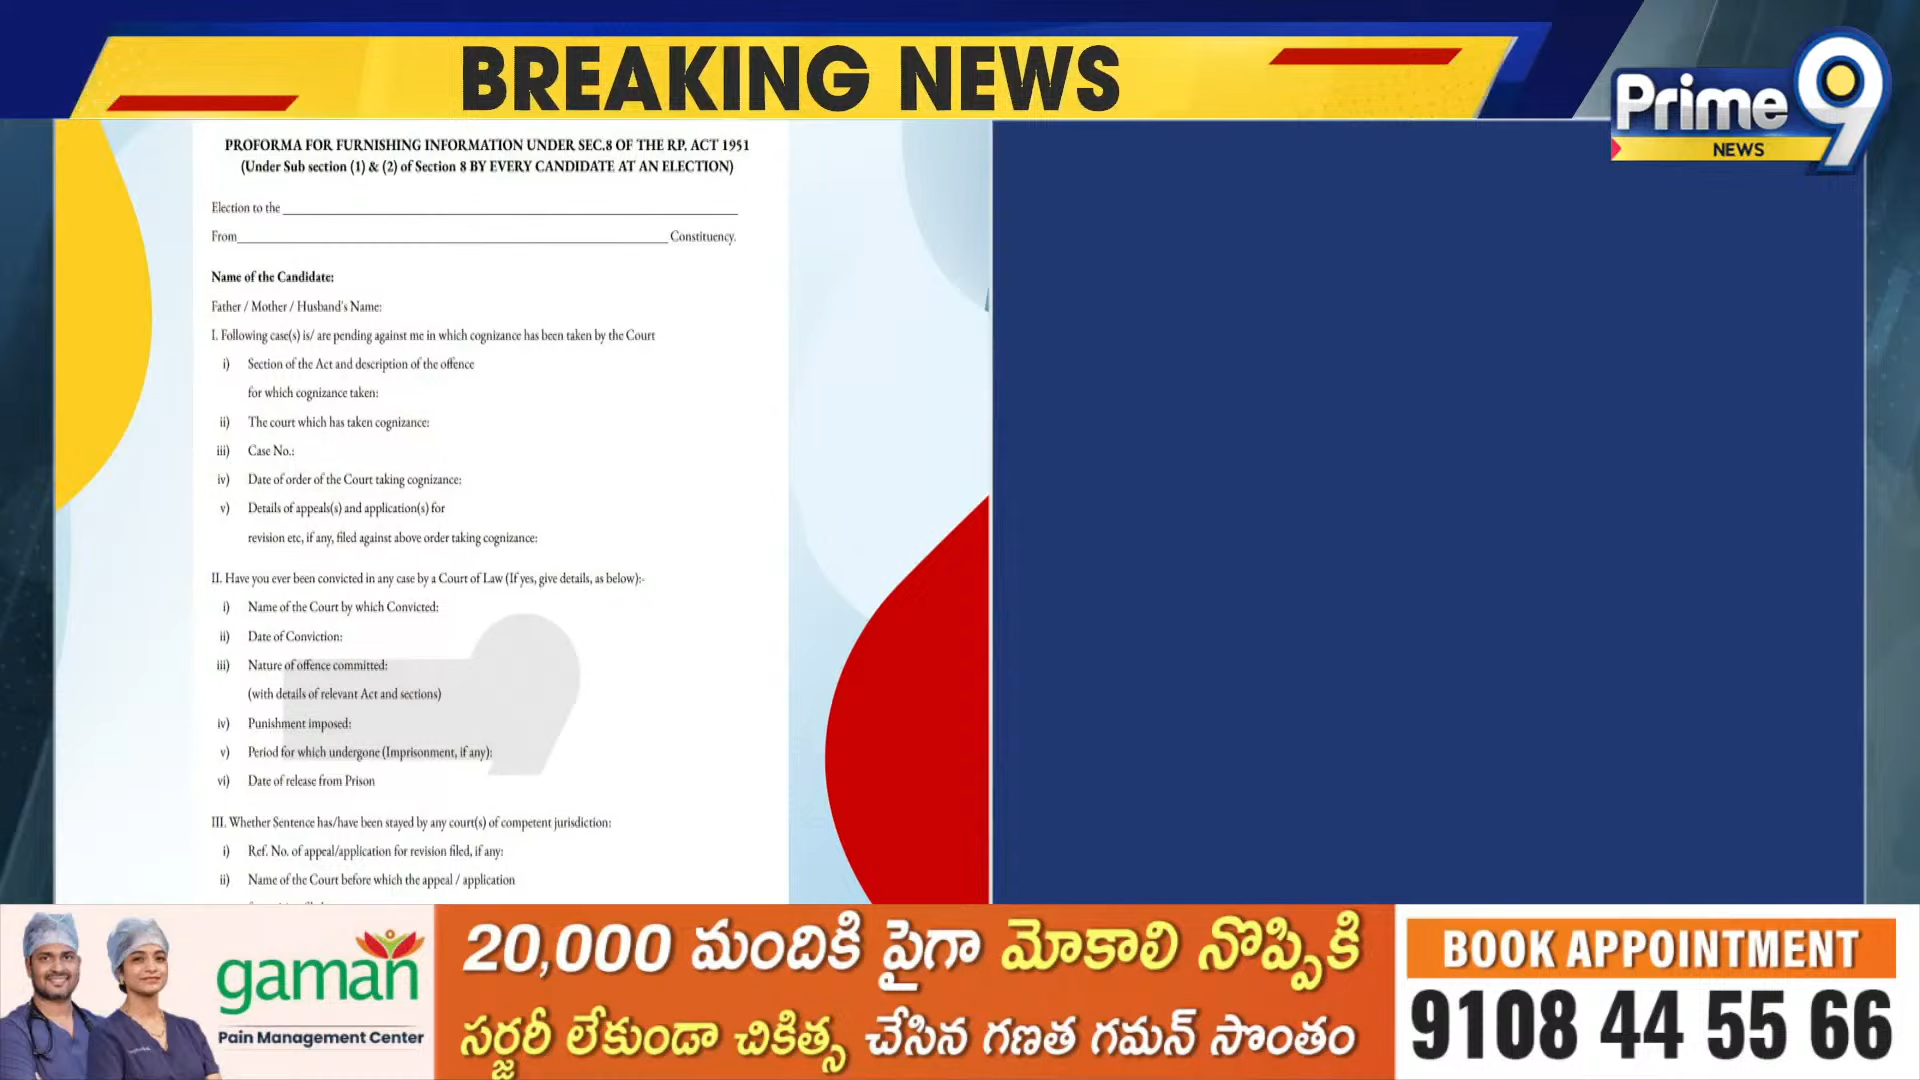 BREAKING NEWS
Prime9
NEWS
PROFORMA FOR FURNISHING INFORMATION UNDER SEC.8 OF THE RP. ACT 1951
(Under Sub section (1) & (2) of Section 8 BY EVERY CANDIDATE AT AN ELECTION)
Election to the
From Constituency.
Name of the Candidate:
Father / Mother / Husband's Name:
I. Following case(s) is/ are pending against me in which cognizance has been taken by the Court
i) Section of the Act and description of the offence
for which cognizance taken:
ii) The court which has taken cognizance:
iii) Case No.:
iv) Date of order of the Court taking cognizance:
v) Details of appeals(s) and application(s) for
revision etc, if any, filed against above order taking cognizance:
II. Have you ever been convicted in any case by a Court of Law (If yes, give details, as below):-
i) Name of the Court by which Convicted:
ii) Date of Conviction:
iii) Nature of offence committed:
(with details of relevant Act and sections)
iv) Punishment imposed:
v) Period for which undergone (Imprisonment, if any):
vi) Date of release from Prison
III. Whether Sentence has/have been stayed by any court(s) of competent jurisdiction:
i) Ref. No. of appeal/application for revision filed, if any:
ii) Name of the Court before which the appeal / application
gaman
Pain Management Center
20,000 మందికి పైగా మోకాలి నొప్పికి
సర్జరీ లేకుండా చికిత్స చేసిన గణత గమన్ సొంతం
BOOK APPOINTMENT
9108 44 55 66